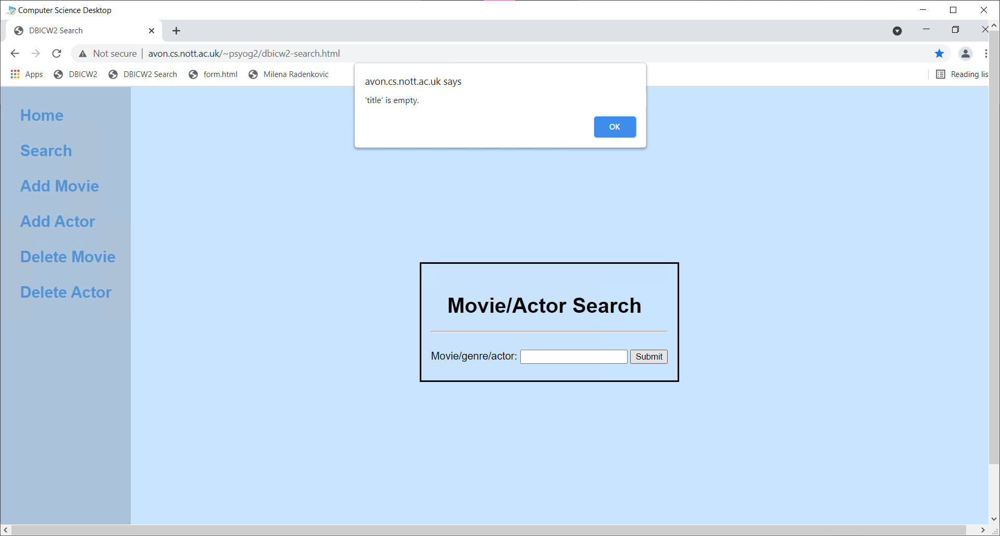 Computer Science Desktop
DBICW2 Search
Not secure avon.cs.nott.ac.uk/~psyog2/dbicw2-search.html
Apps DBICW2 DBICW2 Search form.html Milena Radenkovic Reading lis
avon.cs.nott.ac.uk says
'title' is empty.
OK
Home
Search
Add Movie
Add Actor
Delete Movie
Delete Actor
Movie/Actor Search
Movie/genre/actor: Submit